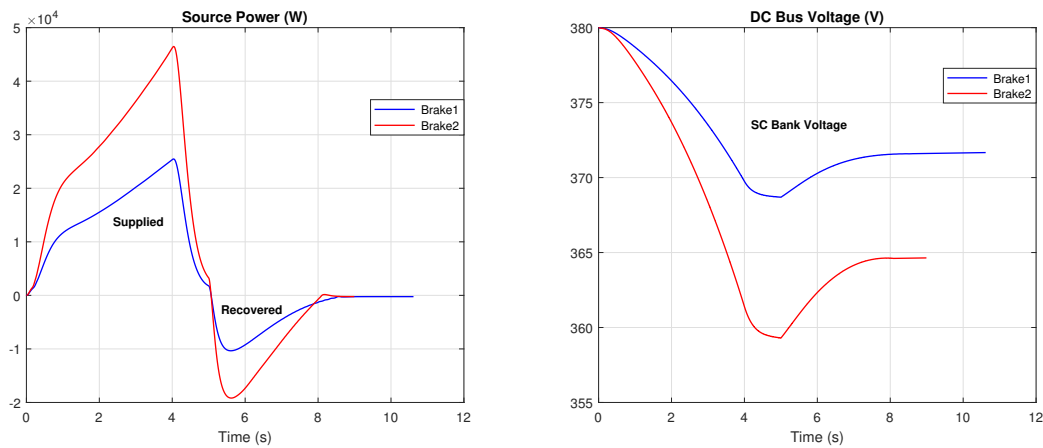 Source Power (W)
×10⁴
5
4
3
2
1
0
-1
-2
0 2 4 6 8 10 12
Time (s)
Brake1
Brake2
Supplied
Recovered
DC Bus Voltage (V)
380
375
370
365
360
355
0 2 4 6 8 10 12
Time (s)
Brake1
Brake2
SC Bank Voltage